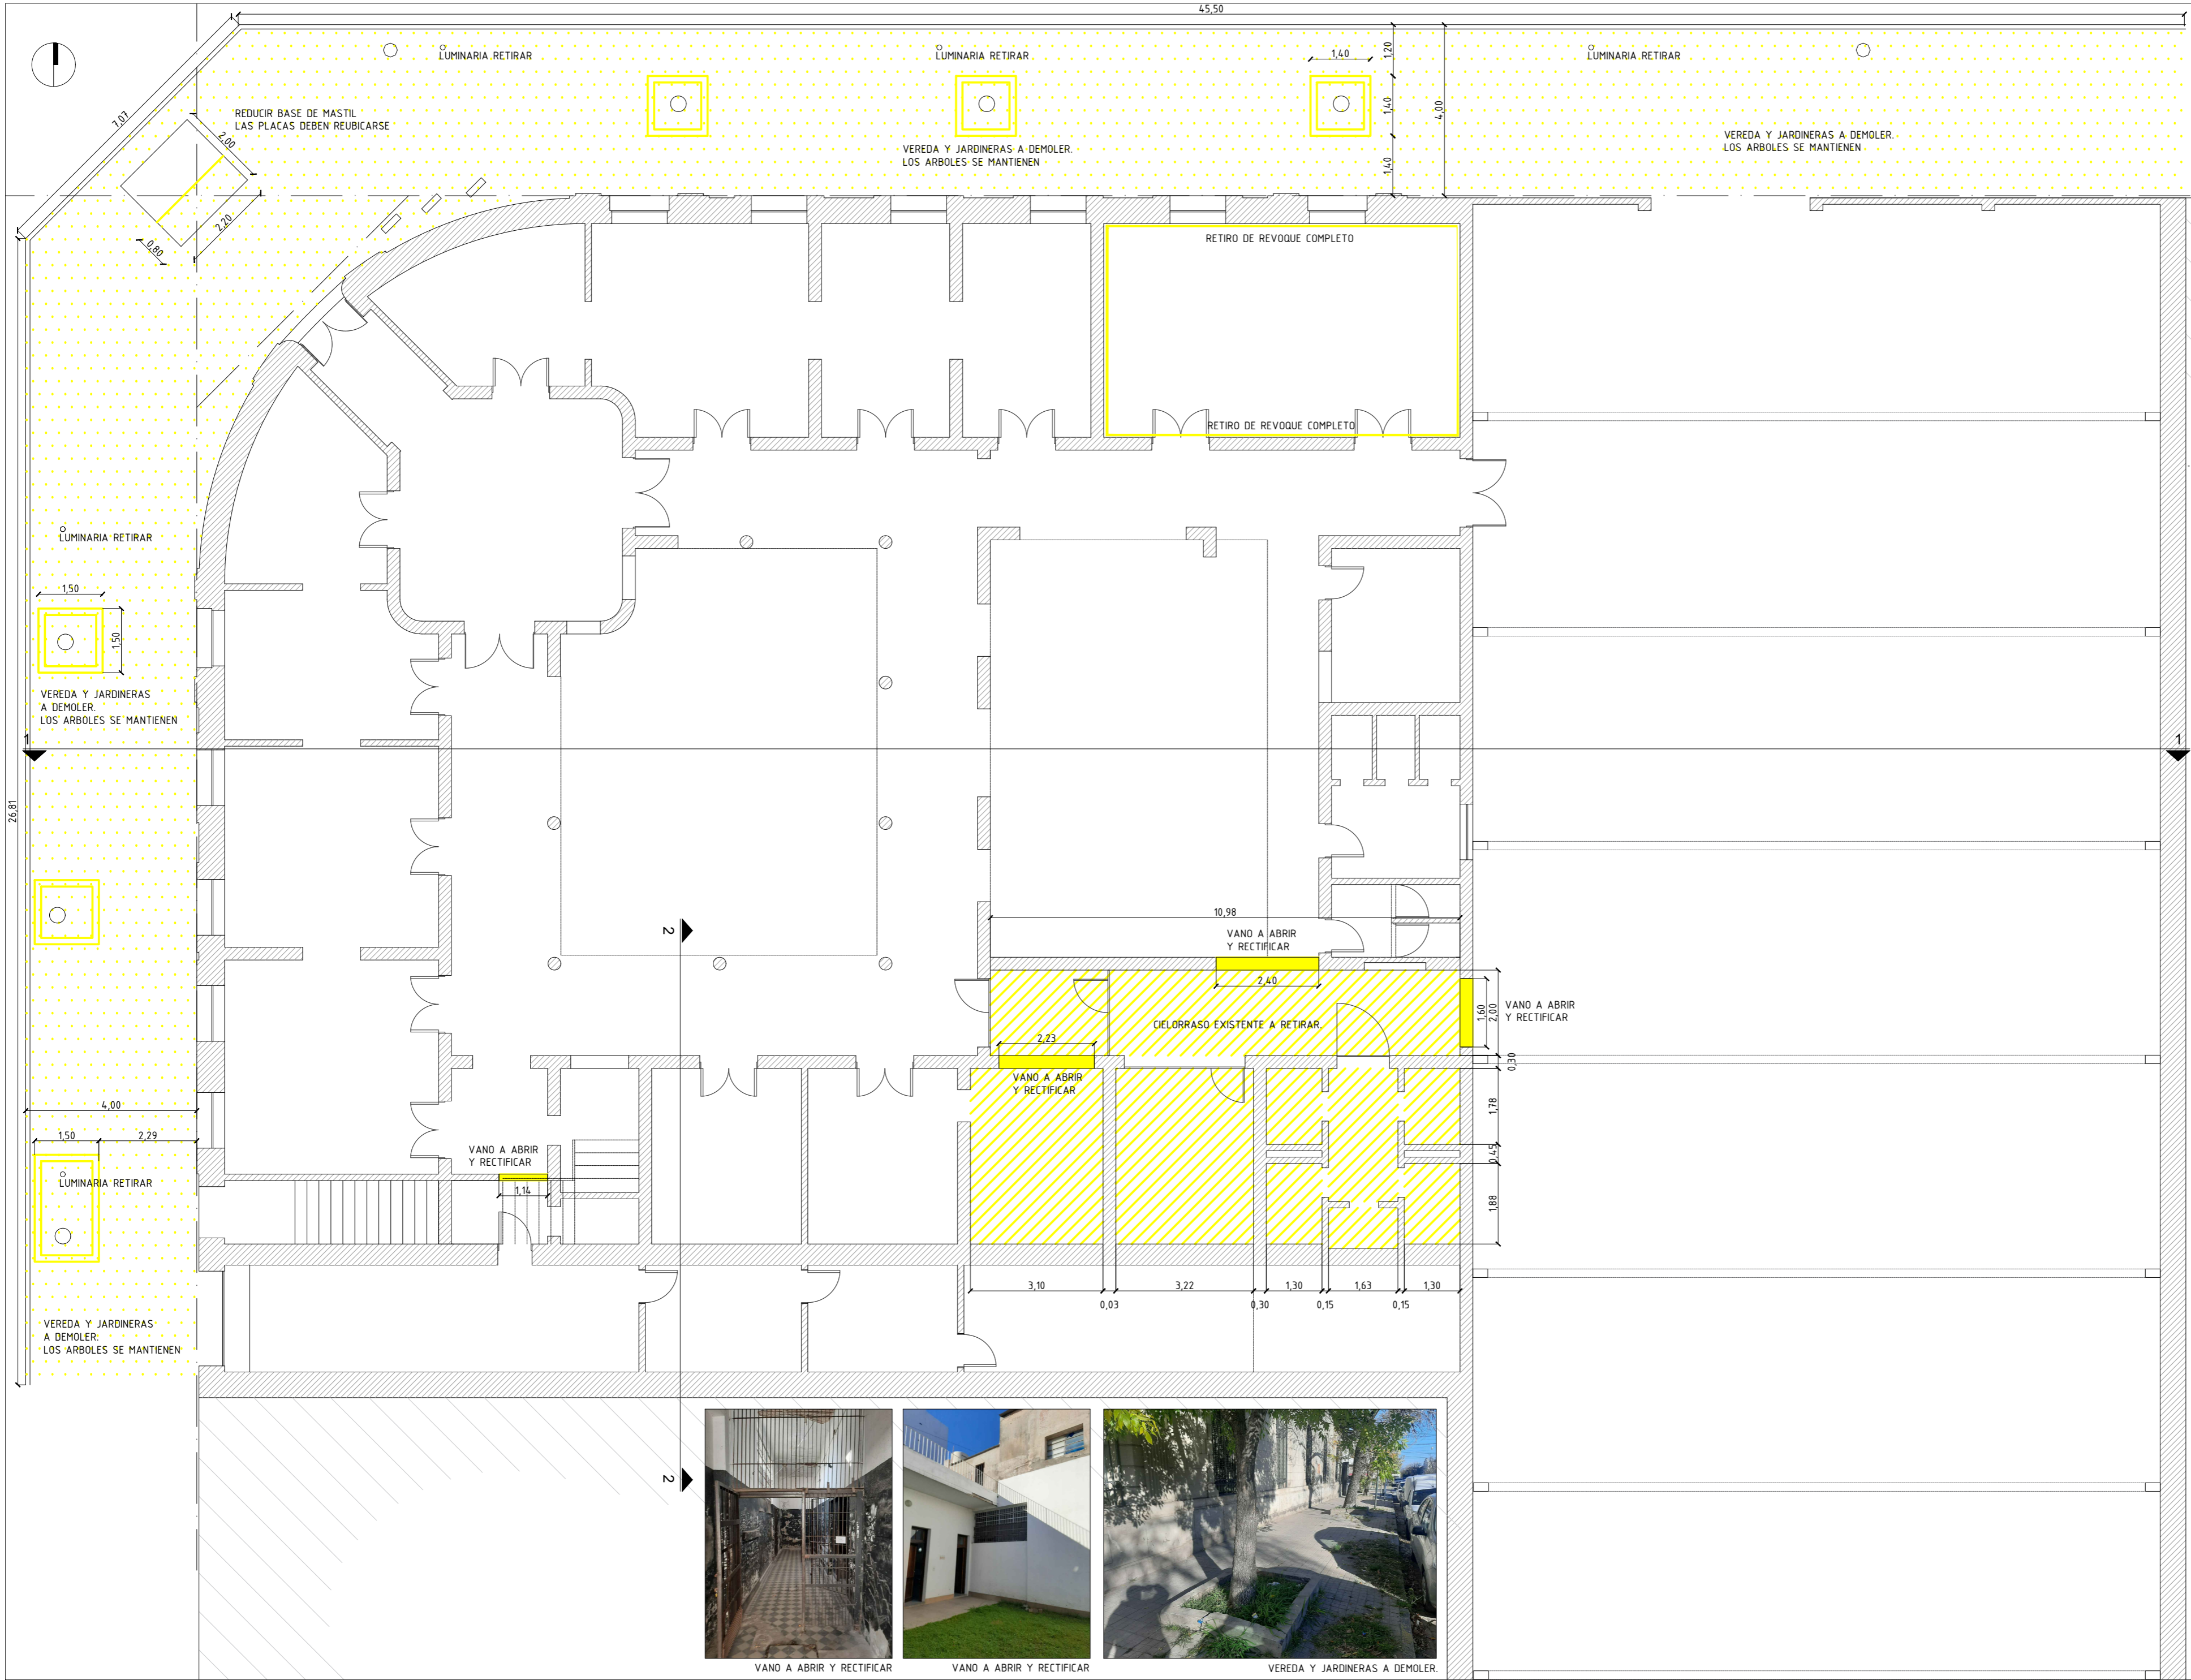 45,50
LUMINARIA RETIRAR
LUMINARIA RETIRAR
LUMINARIA RETIRAR
1,40
1,20
1,40
4,00
1,40
7,07
REDUCIR BASE DE MASTIL
LAS PLACAS DEBEN REUBICARSE
2,00
2,20
0,80
VEREDA Y JARDINERAS A DEMOLER.
LOS ARBOLES SE MANTIENEN
VEREDA Y JARDINERAS A DEMOLER.
LOS ARBOLES SE MANTIENEN
RETIRO DE REVOQUE COMPLETO
RETIRO DE REVOQUE COMPLETO
LUMINARIA RETIRAR
1,50
1,50
VEREDA Y JARDINERAS
A DEMOLER.
LOS ARBOLES SE MANTIENEN
1
1
26,81
2
10,98
VANO A ABRIR
Y RECTIFICAR
2,40
1,60
2,00
VANO A ABRIR
Y RECTIFICAR
CIELORRASO EXISTENTE A RETIRAR.
2,23
0,30
VANO A ABRIR
Y RECTIFICAR
1,78
4,00
1,50
2,29
VANO A ABRIR
Y RECTIFICAR
0,45
LUMINARIA RETIRAR
1,14
1,88
3,10
3,22
1,30
1,63
1,30
0,03
0,30
0,15
0,15
VEREDA Y JARDINERAS
A DEMOLER.
LOS ARBOLES SE MANTIENEN
2
VANO A ABRIR Y RECTIFICAR
VANO A ABRIR Y RECTIFICAR
VEREDA Y JARDINERAS A DEMOLER.